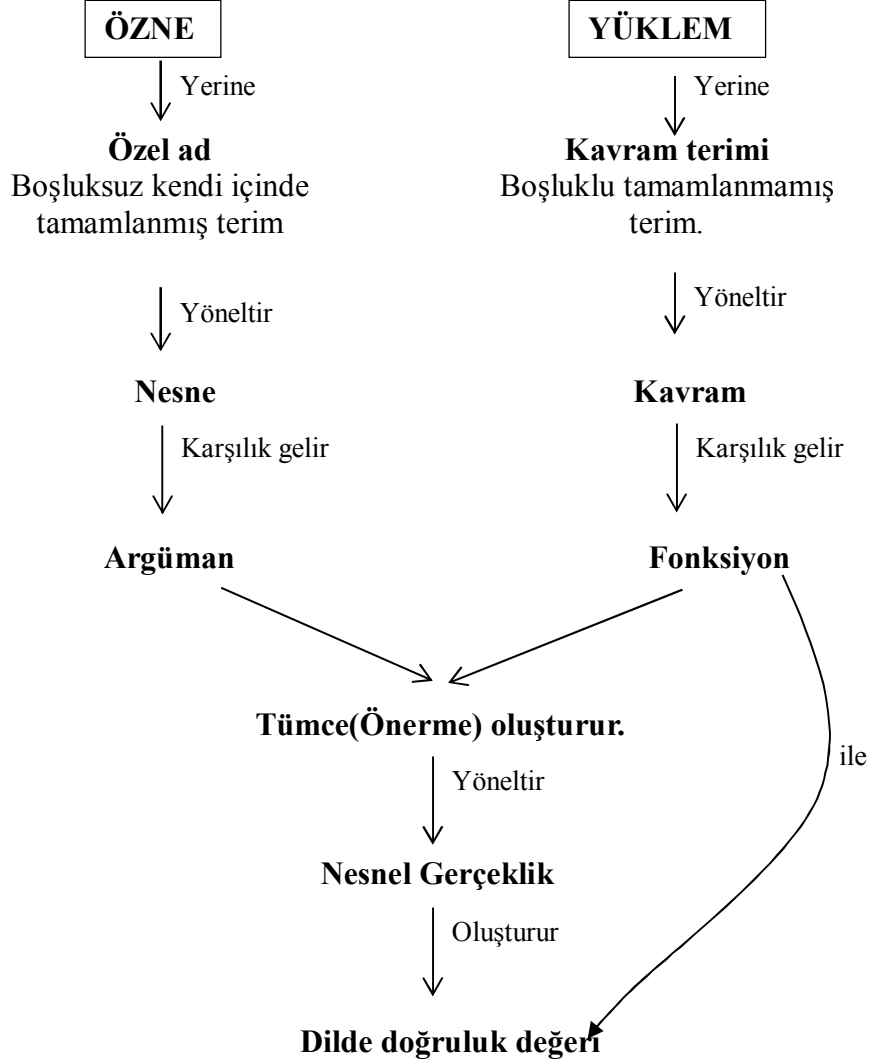 ÖZNE
YÜKLEM
Yerine
Yerine
Özel ad
Boşluksuz kendi içinde
tamamlanmış terim
Kavram terimi
Boşluklu tamamlanmamış
terim.
Yöneltir
Yöneltir
Nesne
Kavram
Karşılık gelir
Karşılık gelir
Argüman
Fonksiyon
Tümce(Önerme) oluşturur.
ile
Yöneltir
Nesnel Gerçeklik
Oluşturur
Dilde doğruluk değeri